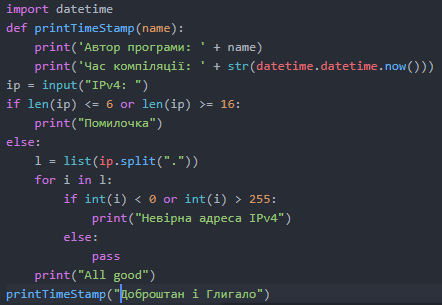 import datetime
def printTimeStamp(name):
    print('Автор програми: ' + name)
    print('Час компіляції: ' + str(datetime.datetime.now()))
ip = input("IPv4: ")
if len(ip) <= 6 or len(ip) >= 16:
    print("Помилочка")
else:
    l = list(ip.split("."))
    for i in l:
        if int(i) < 0 or int(i) > 255:
            print("Невірна адреса IPv4")
        else:
            pass
    print("All good")
printTimeStamp("Доброштан і Глигало")